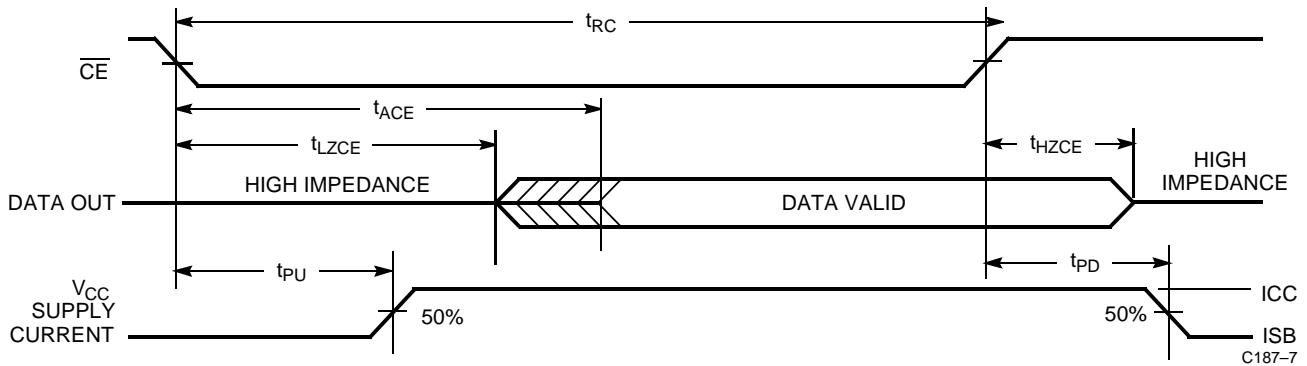 tRC
CE
tACE
tLZCE
tHZCE
HIGH IMPEDANCE
HIGH
IMPEDANCE
DATA OUT
DATA VALID
tPU
tPD
VCC
SUPPLY
CURRENT
50%
50%
ICC
ISB
C187–7